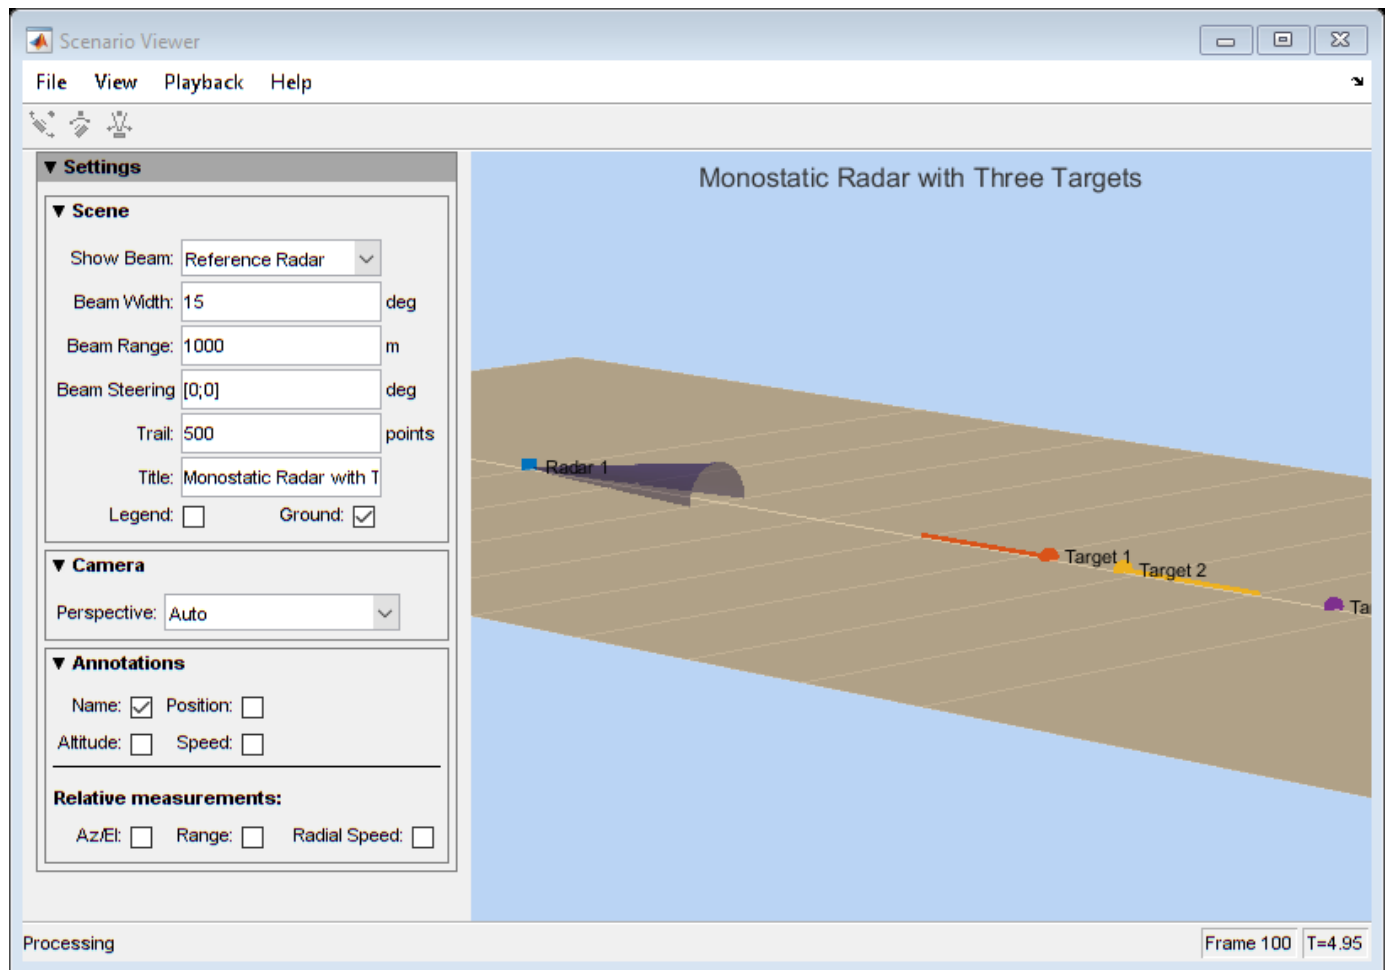 Scenario Viewer
File View Playback Help
▼ Settings
▼ Scene
Show Beam: Reference Radar
Beam Width: 15 deg
Beam Range: 1000 m
Beam Steering [0;0] deg
Trail: 500 points
Title: Monostatic Radar with T
Legend: Ground:
▼ Camera
Perspective: Auto
▼ Annotations
Name: Position:
Altitude: Speed:
Relative measurements:
Az/El: Range: Radial Speed:
Monostatic Radar with Three Targets
Radar 1
Target 1
Target 2
Ta
Processing
Frame 100 T=4.95